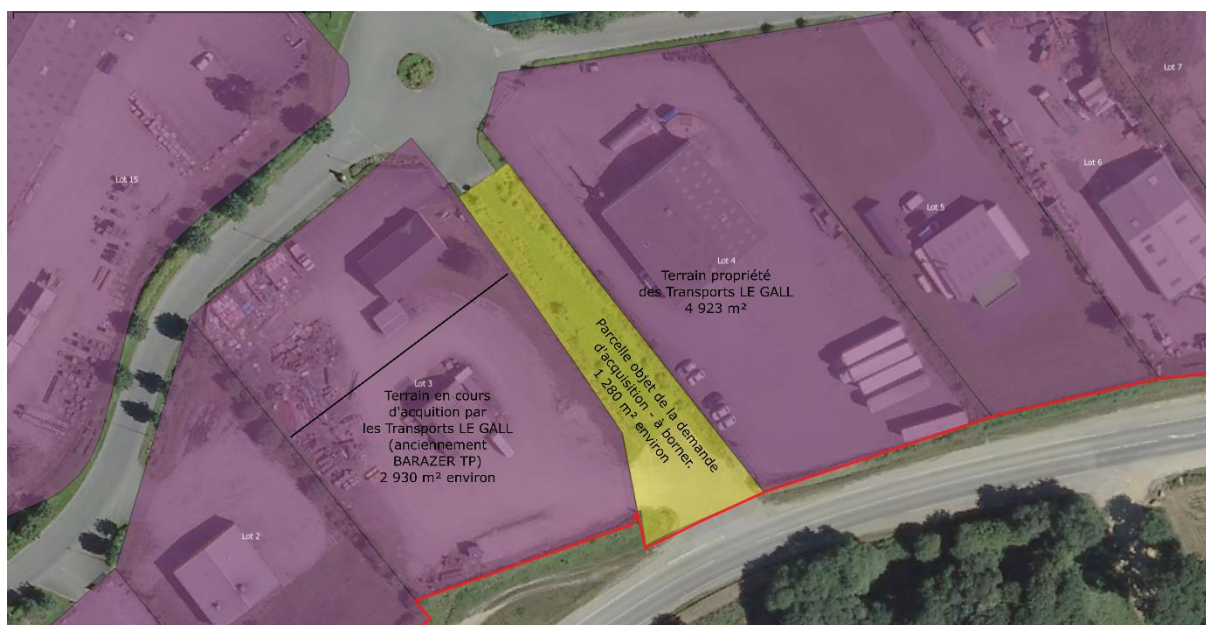 Lot 7
Lot 6
Lot 15
Lot 5
Lot 4
Terrain propriété
des Transports LE GALL
4 923 m²
Parcelle objet de la demande
d'acquisition - à borner.
1 280 m² environ
Lot 3
Terrain en cours
d'acquition par
les Transports LE GALL
(anciennement
BARAZER TP)
2 930 m² environ
Lot 2